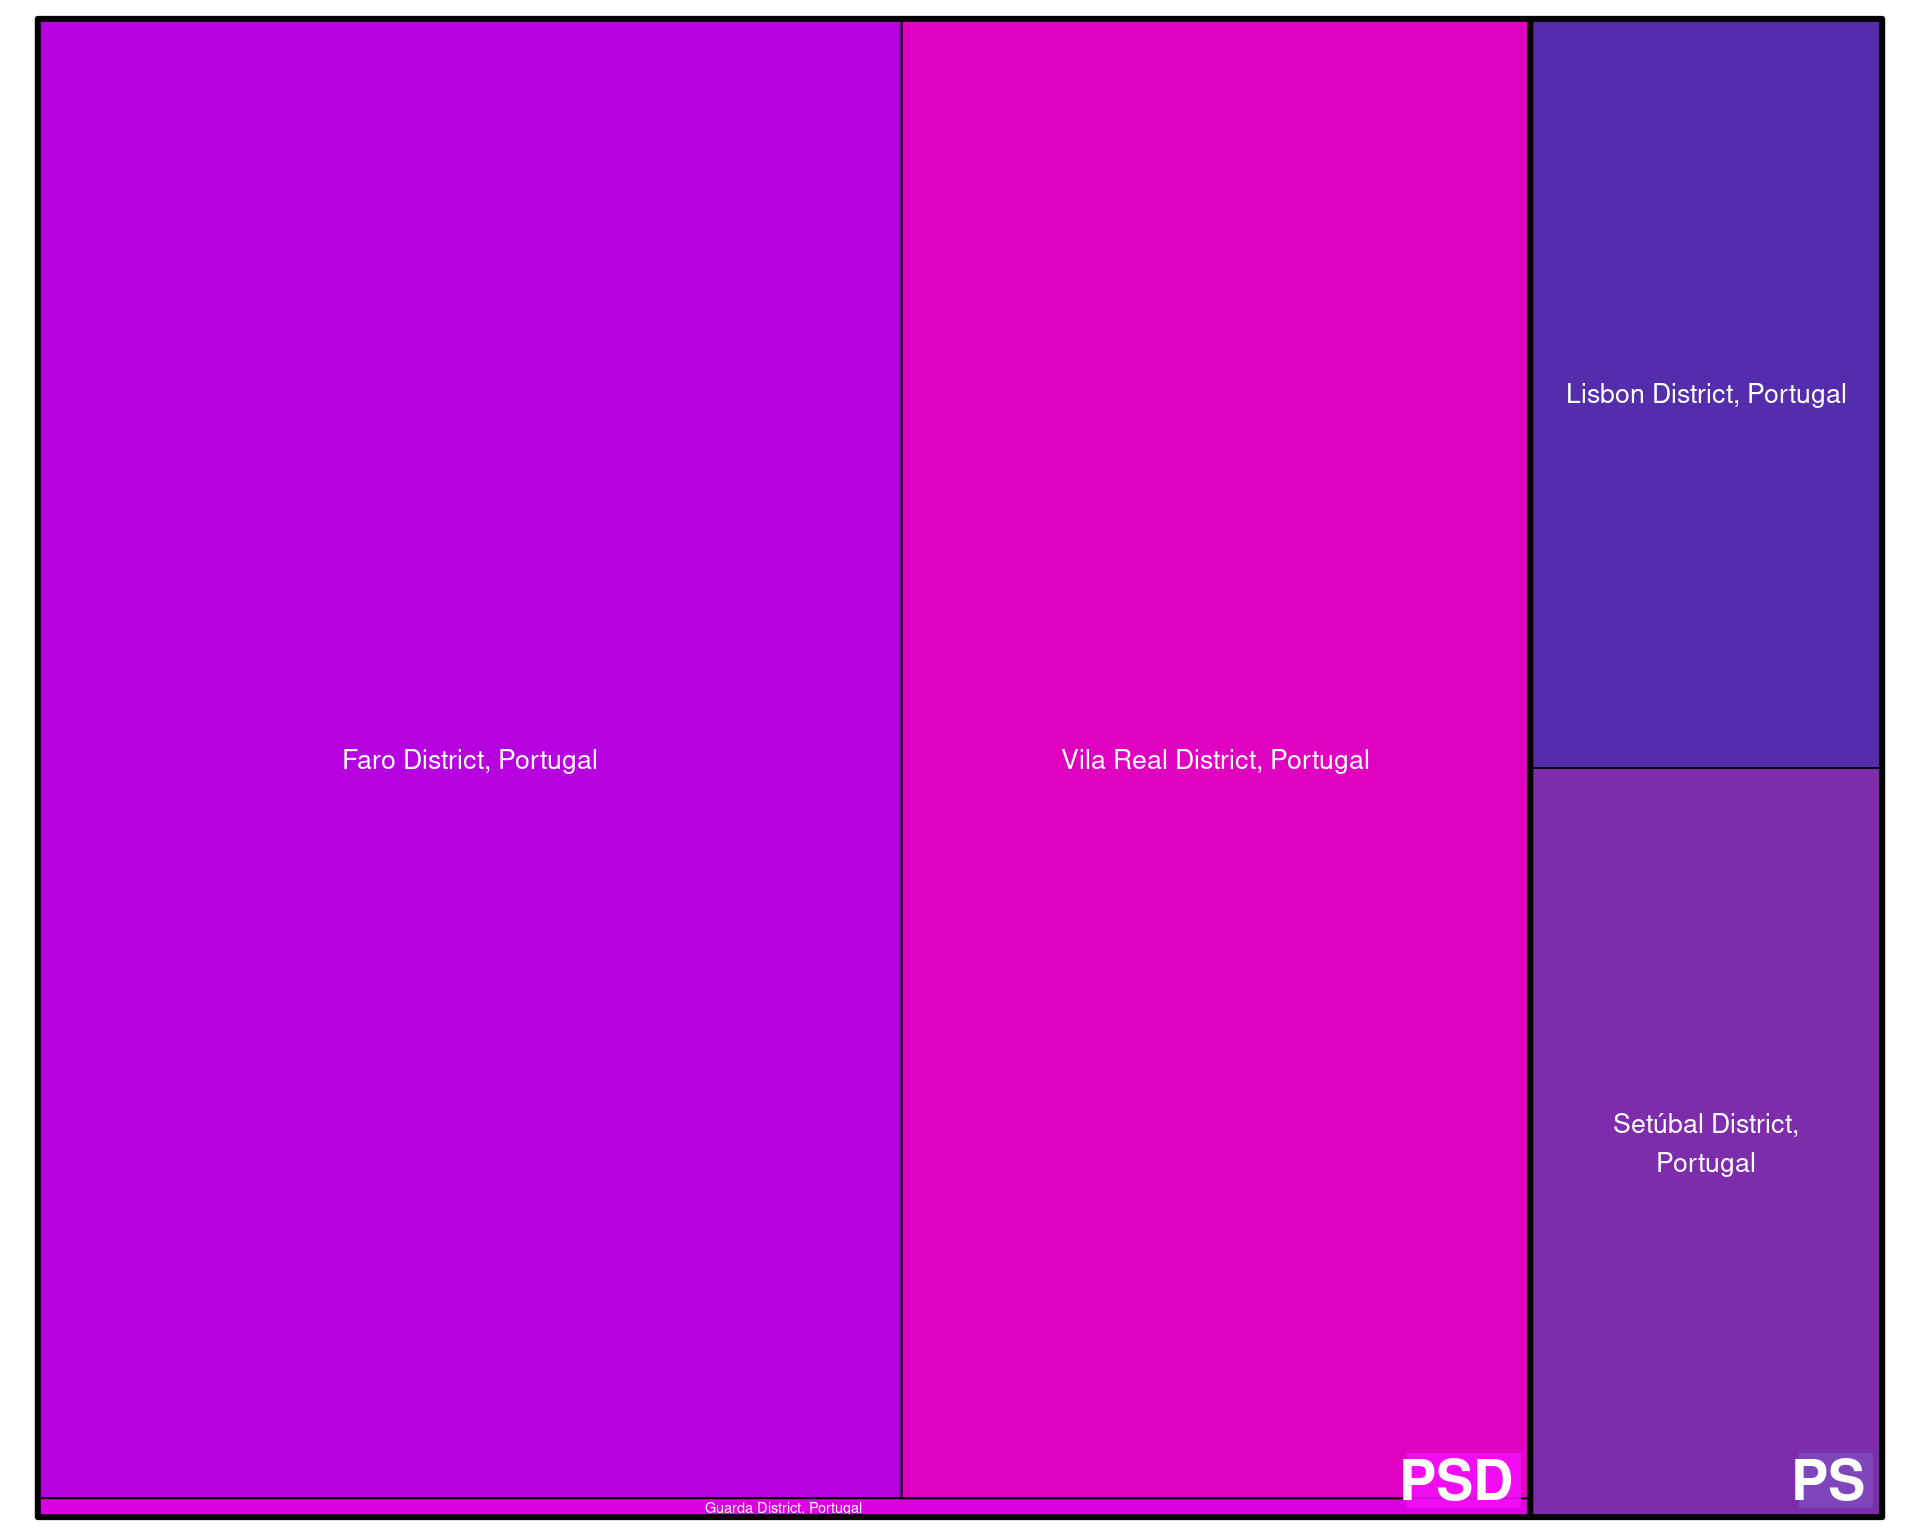 Lisbon District, Portugal
Faro District, Portugal
Vila Real District, Portugal
Setúbal District,
Portugal
PSD
PS
Guarda District, Portugal